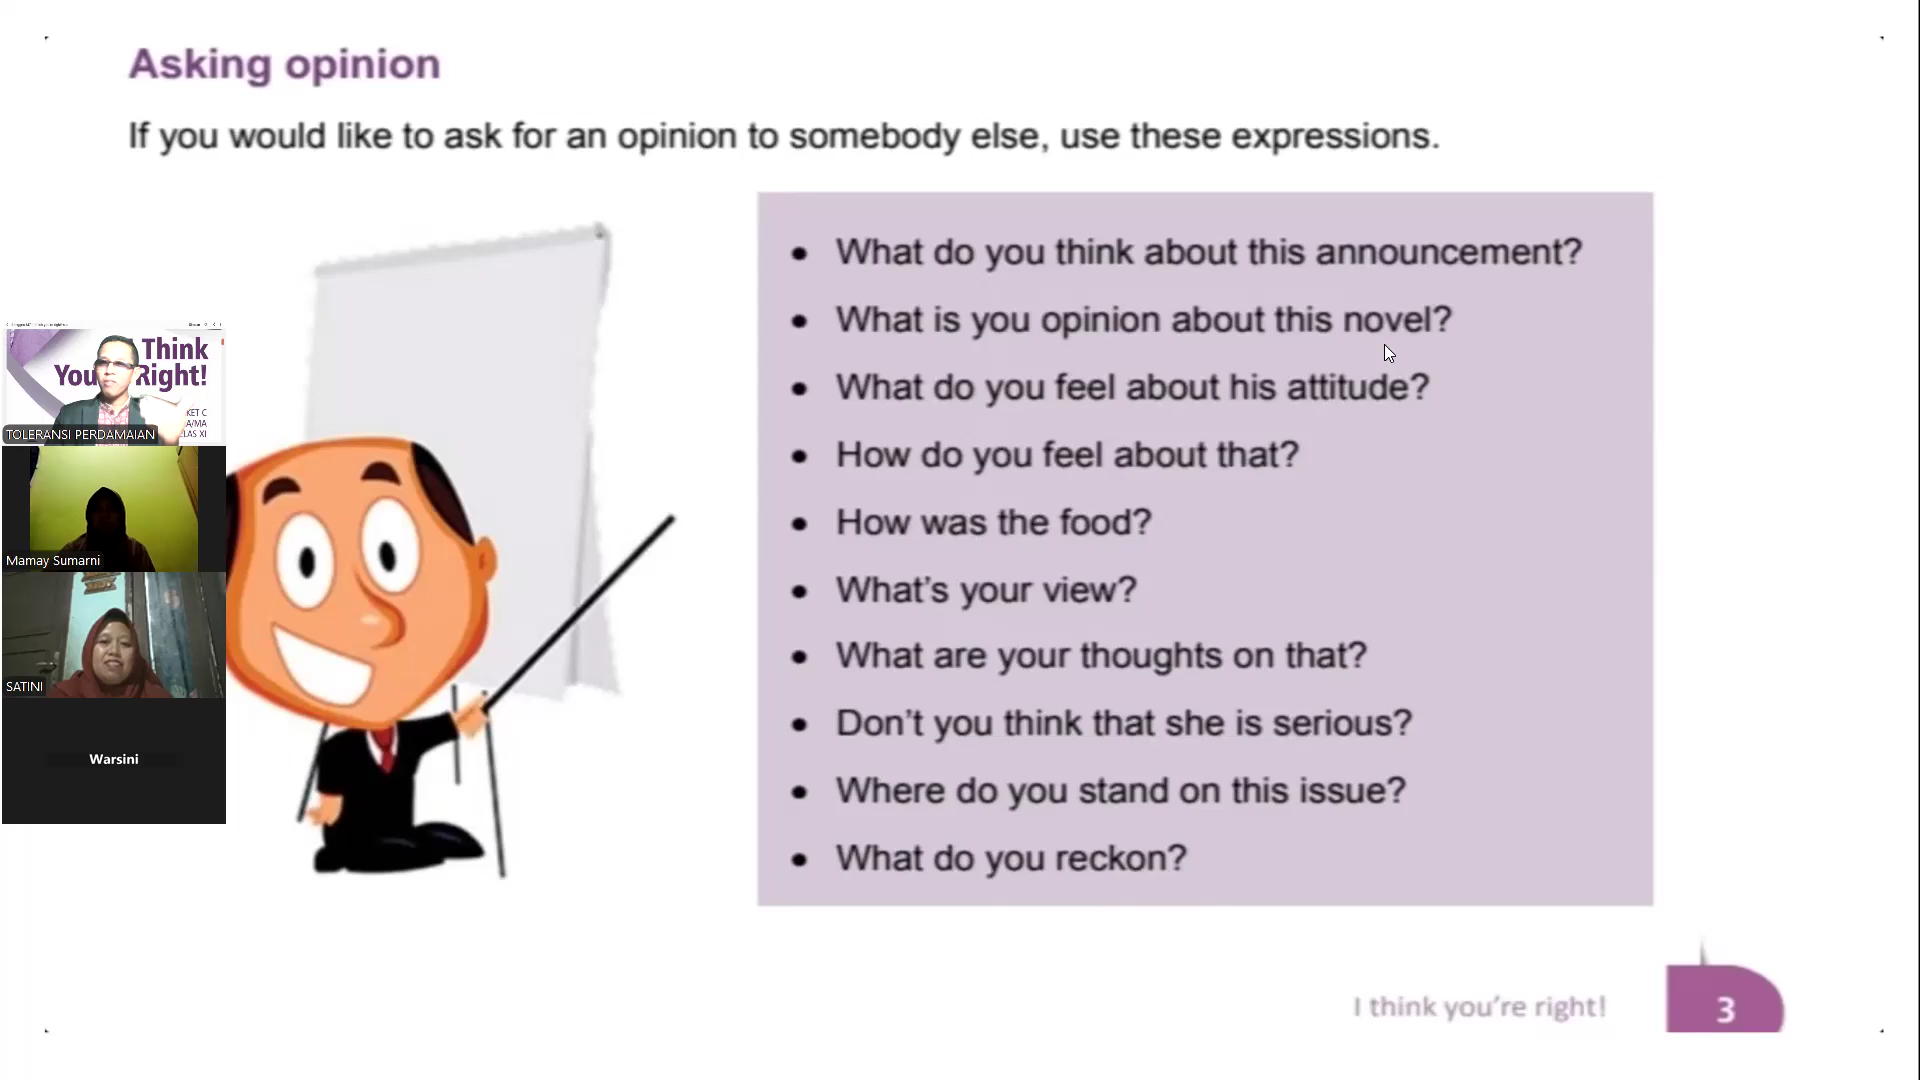 Asking opinion
If you would like to ask for an opinion to somebody else, use these expressions.
• What do you think about this announcement?
• What is you opinion about this novel?
• What do you feel about his attitude?
• How do you feel about that?
• How was the food?
• What's your view?
• What are your thoughts on that?
• Don't you think that she is serious?
• Where do you stand on this issue?
• What do you reckon?
Think
You Right!
KET C
A/MA
LAS XI
TOLERANSI PERDAMAIAN
Mamay Sumarni
SATINI
Warsini
I think you're right!
3